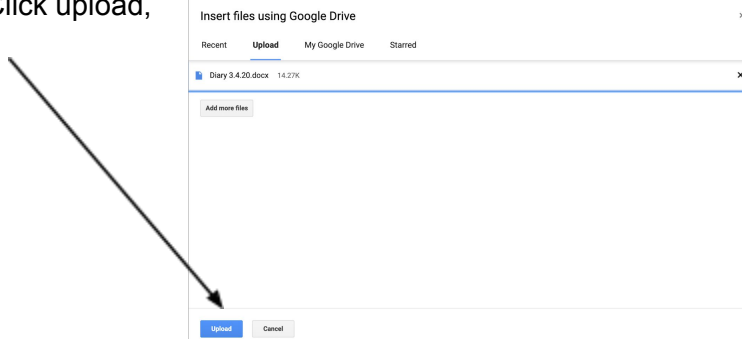 Click upload,
Insert files using Google Drive
Recent Upload My Google Drive Starred
Diary 3.4.20.docx 14.27K
Add more files
Upload Cancel